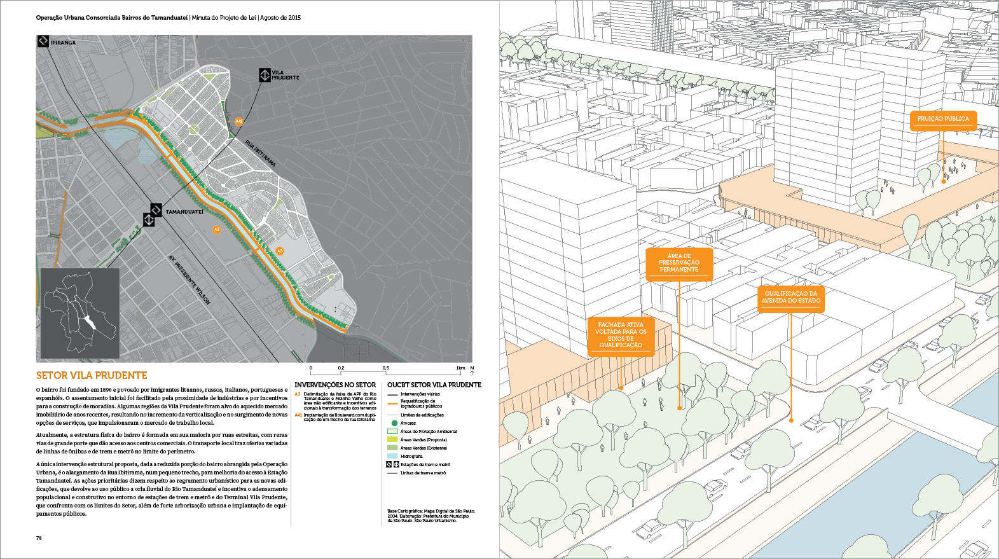 Operação Urbana Consorciada Bairros do Tamanduateí | Minuta do Projeto de Lei | Agosto de 2015
IPIRANGA
VILA
PRUDENTE
A41
RUA IBITIRAMA
TAMANDUATEÍ
A3
A3
AV. PRESIDENTE WILSON
0
0,2
0,5
1km
N
SETOR VILA PRUDENTE
O bairro foi fundado em 1890 e povoado por imigrantes lituanos, russos, italianos, portugueses e
espanhóis. O assentamento inicial foi facilitado pela proximidade de indústrias e por incentivos
para a construção de moradias. Algumas regiões da Vila Prudente foram alvo do aquecido mercado
imobiliário de anos recentes, resultando no incremento da verticalização e no surgimento de novas
opções de serviços, que impulsionaram o mercado de trabalho local.
Atualmente, a estrutura física do bairro é formada em sua maioria por ruas estreitas, com raras
vias de grande porte que dão acesso aos centros comerciais. O transporte local traz ofertas variadas
de linhas de ônibus e de trem e metrô no limite do perímetro.
A única intervenção estrutural proposta, dada a reduzida porção do bairro abrangida pela Operação
Urbana, é o alargamento da Rua Ibitirama, num pequeno trecho, para melhoria do acesso à Estação
Tamanduateí. As ações prioritárias dizem respeito ao regramento urbanístico para as novas edi-
ficações, que devolve ao uso público a orla fluvial do Rio Tamanduateí e incentiva o adensamento
populacional e construtivo no entorno de estações de trem e metrô e do Terminal Vila Prudente,
que confronta com os limites do Setor, além de forte arborização urbana e implantação de equi-
pamentos públicos.
78
INVERVENÇÕES NO SETOR
A3 Delimitação da faixa de APP do Rio
Tamanduateí e Moinho Velho como
área não edificante e incentivos adi-
cionais à transformação dos terrenos
A41 Implantação de Boulevard com dupli-
cação de um trecho da rua Ibitirama
OUCBT SETOR VILA PRUDENTE
Intervenções viárias
Requalificação de
logradouros públicos
Limites de edificações
Árvores
Áreas de Proteção Ambiental
Áreas Verdes (Proposta)
Áreas Verdes (Existente)
Hidrografia
Estações de trem e metrô
Linhas de trem e metrô
Base Cartográfica: Mapa Digital de São Paulo,
2004. Elaboração: Prefeitura do Município
de São Paulo. São Paulo Urbanismo.
FRUIÇÃO PÚBLICA
ÁREA DE
PRESERVAÇÃO
PERMANENTE
QUALIFICAÇÃO DA
AVENIDA DO ESTADO
FACHADA ATIVA
VOLTADA PARA OS
EIXOS DE
QUALIFICAÇÃO